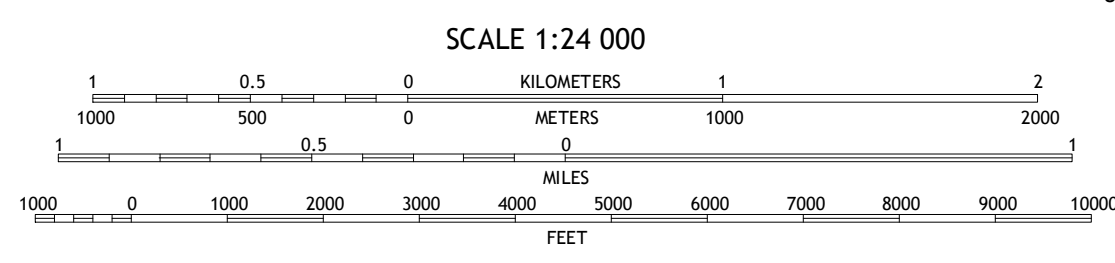 SCALE 1:24 000
1 0.5 0 KILOMETERS 1 2
1000 500 0 METERS 1000 2000
1 0.5 0 1
MILES
1000 0 1000 2000 3000 4000 5000 6000 7000 8000 9000 10000
FEET